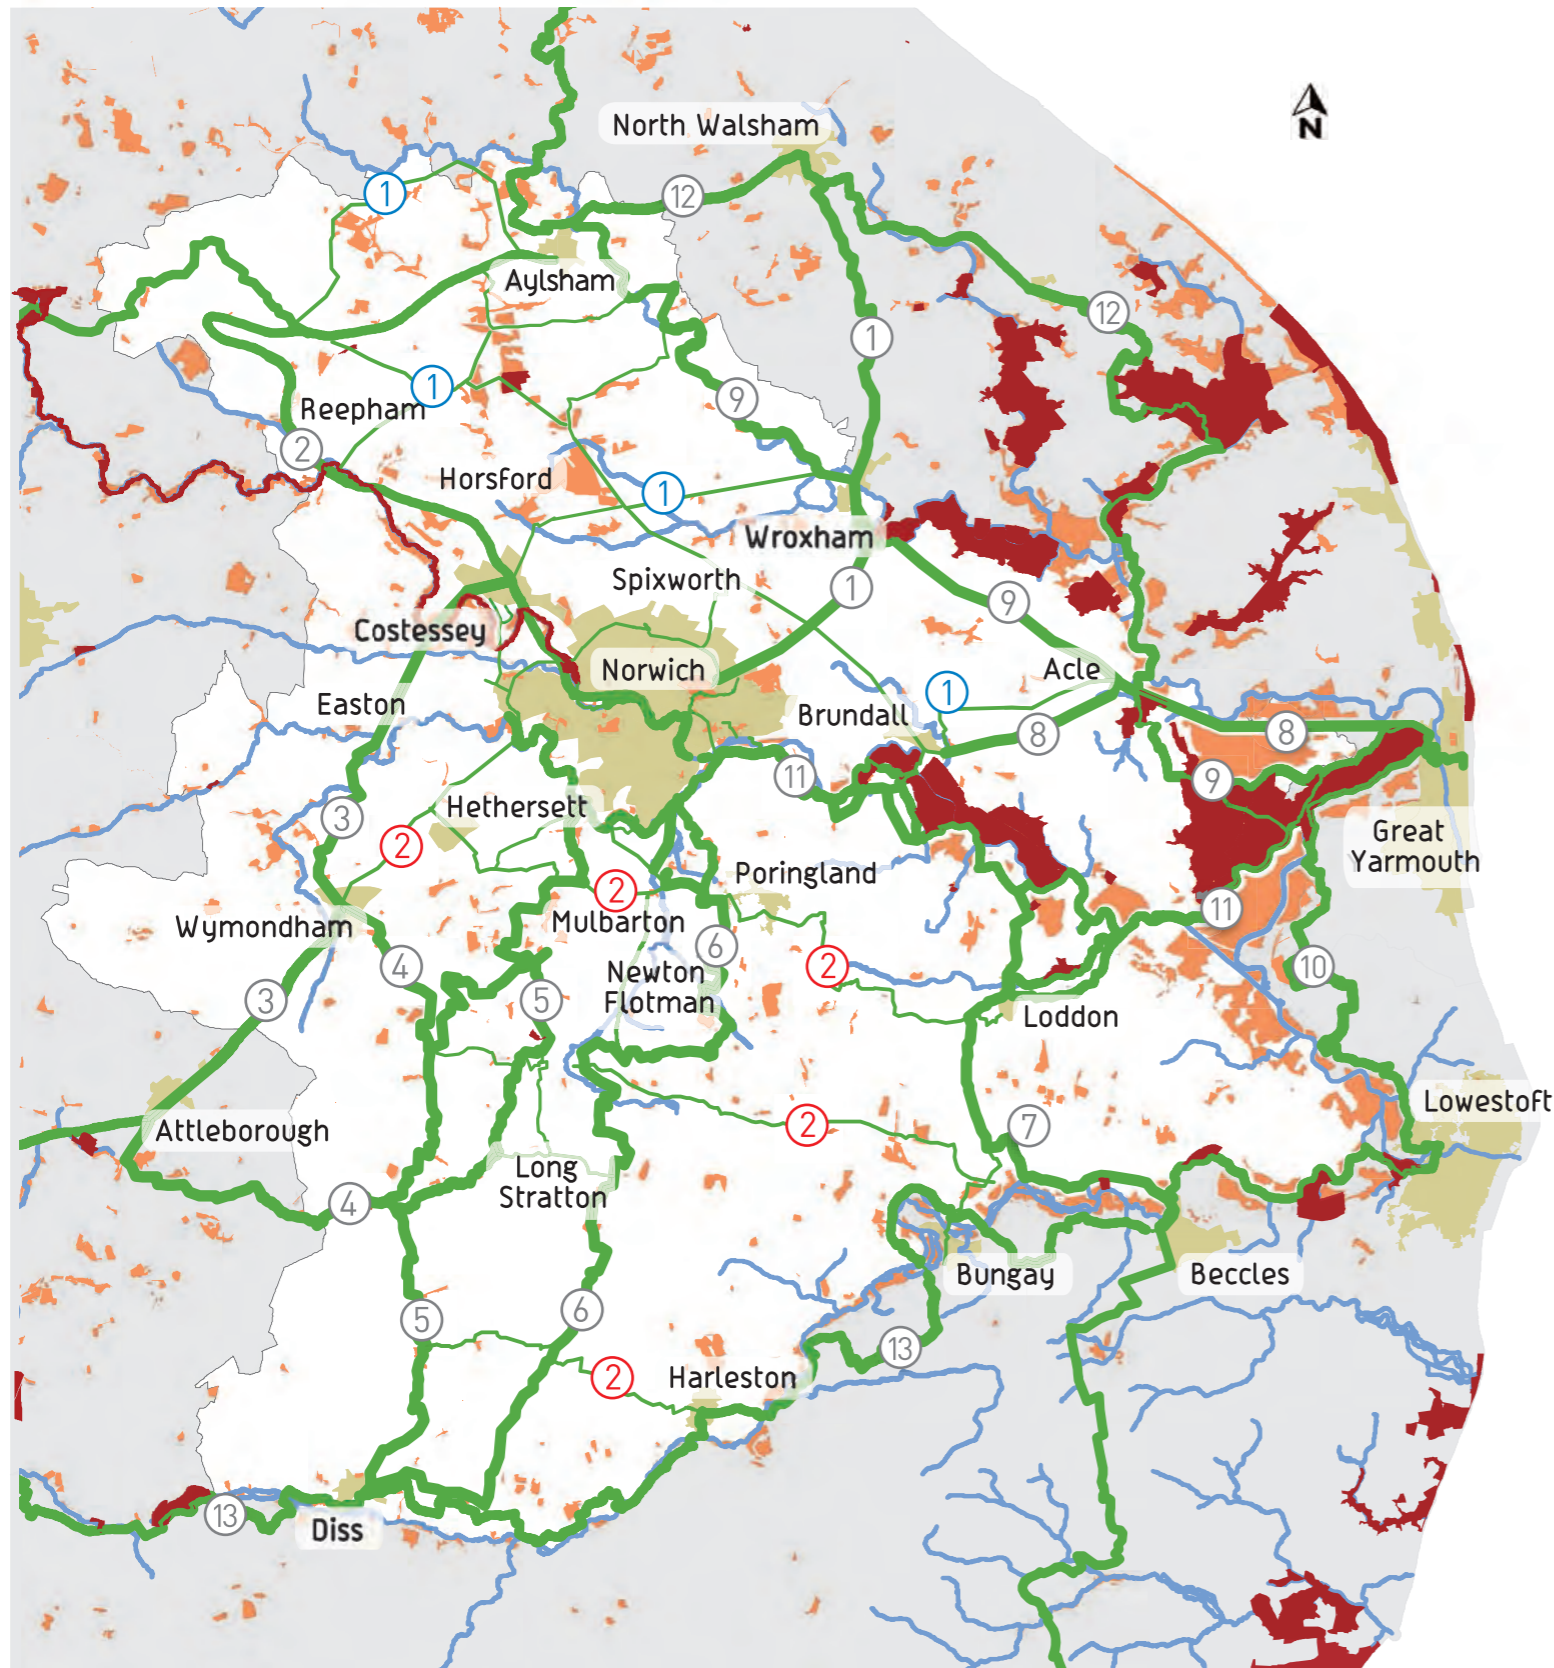 North Walsham
N
1
12
Aylsham
12
1
1
9
Reepham
2
Horsford
1
Wroxham
Spixworth
1
9
Costessey
Norwich
Acle
1
Easton
Brundall
8
8
11
9
3
Hethersett
2
Great
Yarmouth
Poringland
2
Mulbarton
11
Wymondham
6
4
2
10
Newton
Flotman
3
5
Loddon
Lowestoft
Attleborough
2
7
Long
Stratton
4
Bungay
Beccles
6
5
13
2
Harleston
13
Diss